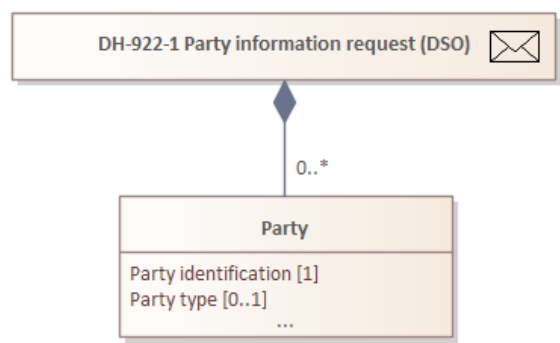 DH-922-1 Party information request (DSO)
0..*
Party
Party identification [1]
Party type [0..1]
...